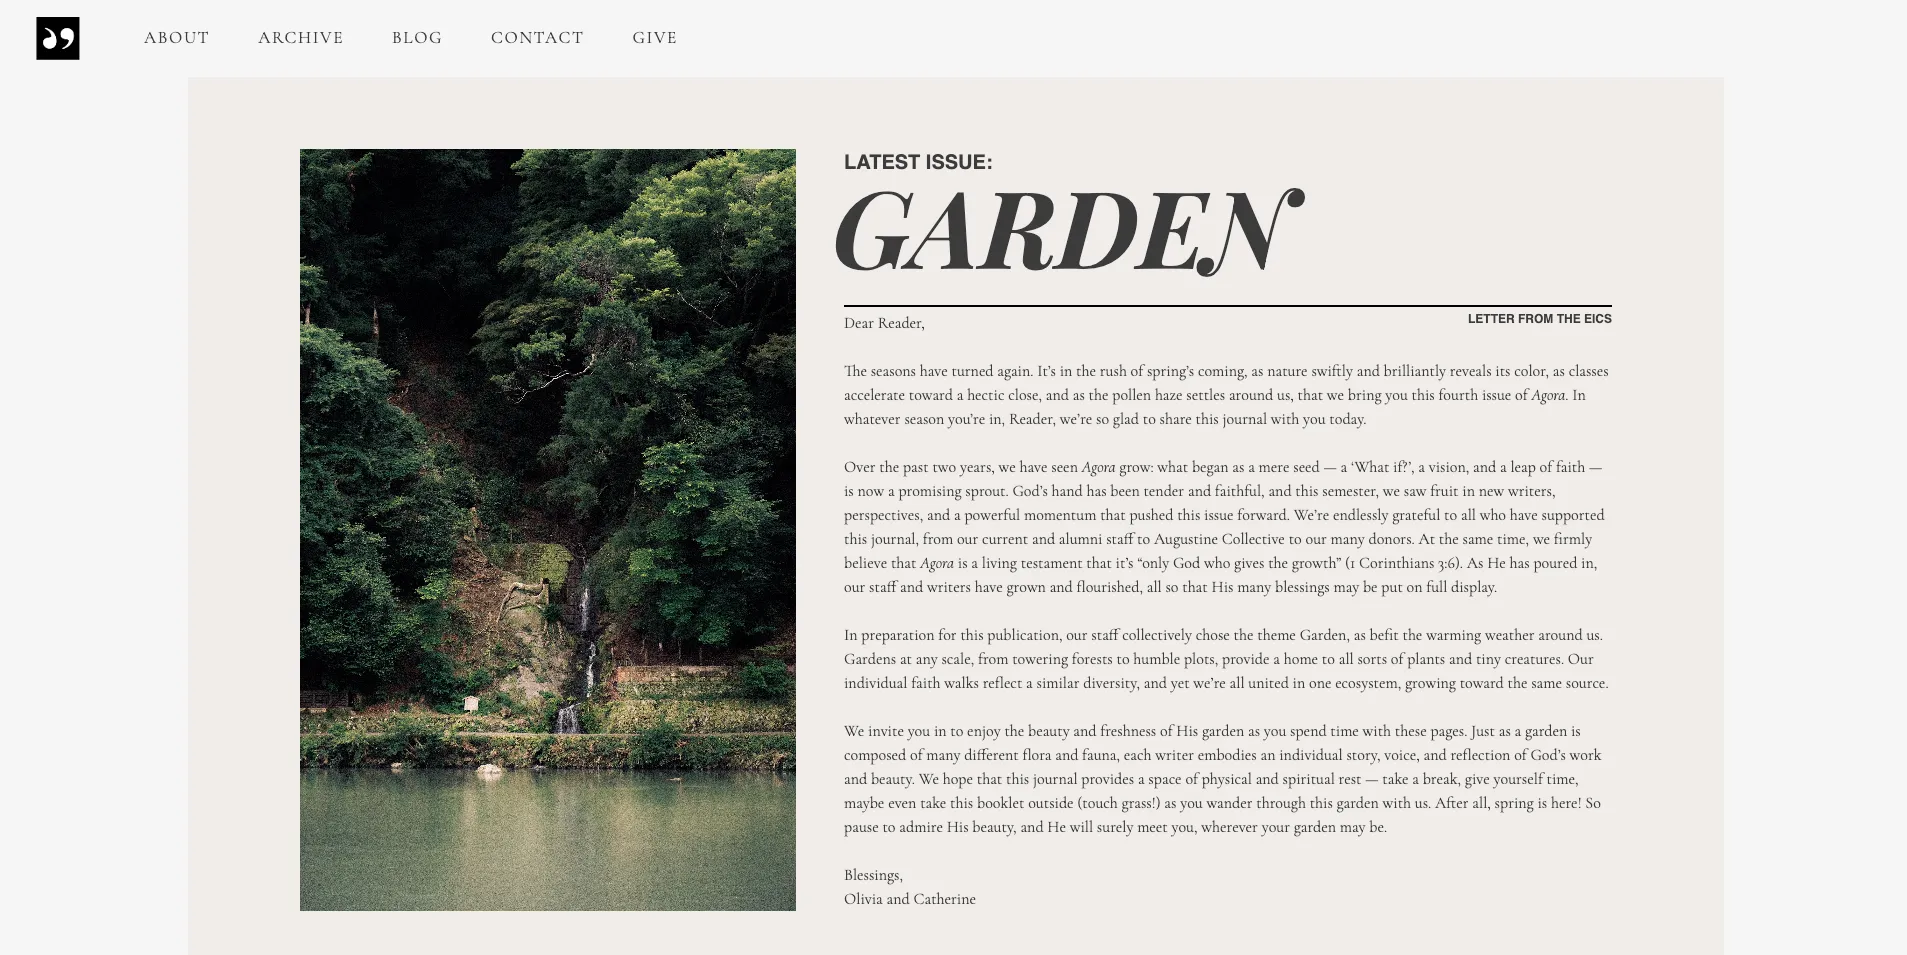 ABOUT
ARCHIVE
BLOG
CONTACT
GIVE
LATEST ISSUE:
GARDEN
LETTER FROM THE EICS
Dear Reader,
The seasons have turned again. It’s in the rush of spring’s coming, as nature swiftly and brilliantly reveals its color, as classes
accelerate toward a hectic close, and as the pollen haze settles around us, that we bring you this fourth issue of Agora. In
whatever season you’re in, Reader, we’re so glad to share this journal with you today.
Over the past two years, we have seen Agora grow: what began as a mere seed — a ‘What if?’, a vision, and a leap of faith —
is now a promising sprout. God’s hand has been tender and faithful, and this semester, we saw fruit in new writers,
perspectives, and a powerful momentum that pushed this issue forward. We’re endlessly grateful to all who have supported
this journal, from our current and alumni staff to Augustine Collective to our many donors. At the same time, we firmly
believe that Agora is a living testament that it’s “only God who gives the growth” (1 Corinthians 3:6). As He has poured in,
our staff and writers have grown and flourished, all so that His many blessings may be put on full display.
In preparation for this publication, our staff collectively chose the theme Garden, as befit the warming weather around us.
Gardens at any scale, from towering forests to humble plots, provide a home to all sorts of plants and tiny creatures. Our
individual faith walks reflect a similar diversity, and yet we’re all united in one ecosystem, growing toward the same source.
We invite you in to enjoy the beauty and freshness of His garden as you spend time with these pages. Just as a garden is
composed of many different flora and fauna, each writer embodies an individual story, voice, and reflection of God’s work
and beauty. We hope that this journal provides a space of physical and spiritual rest — take a break, give yourself time,
maybe even take this booklet outside (touch grass!) as you wander through this garden with us. After all, spring is here! So
pause to admire His beauty, and He will surely meet you, wherever your garden may be.
Blessings,
Olivia and Catherine